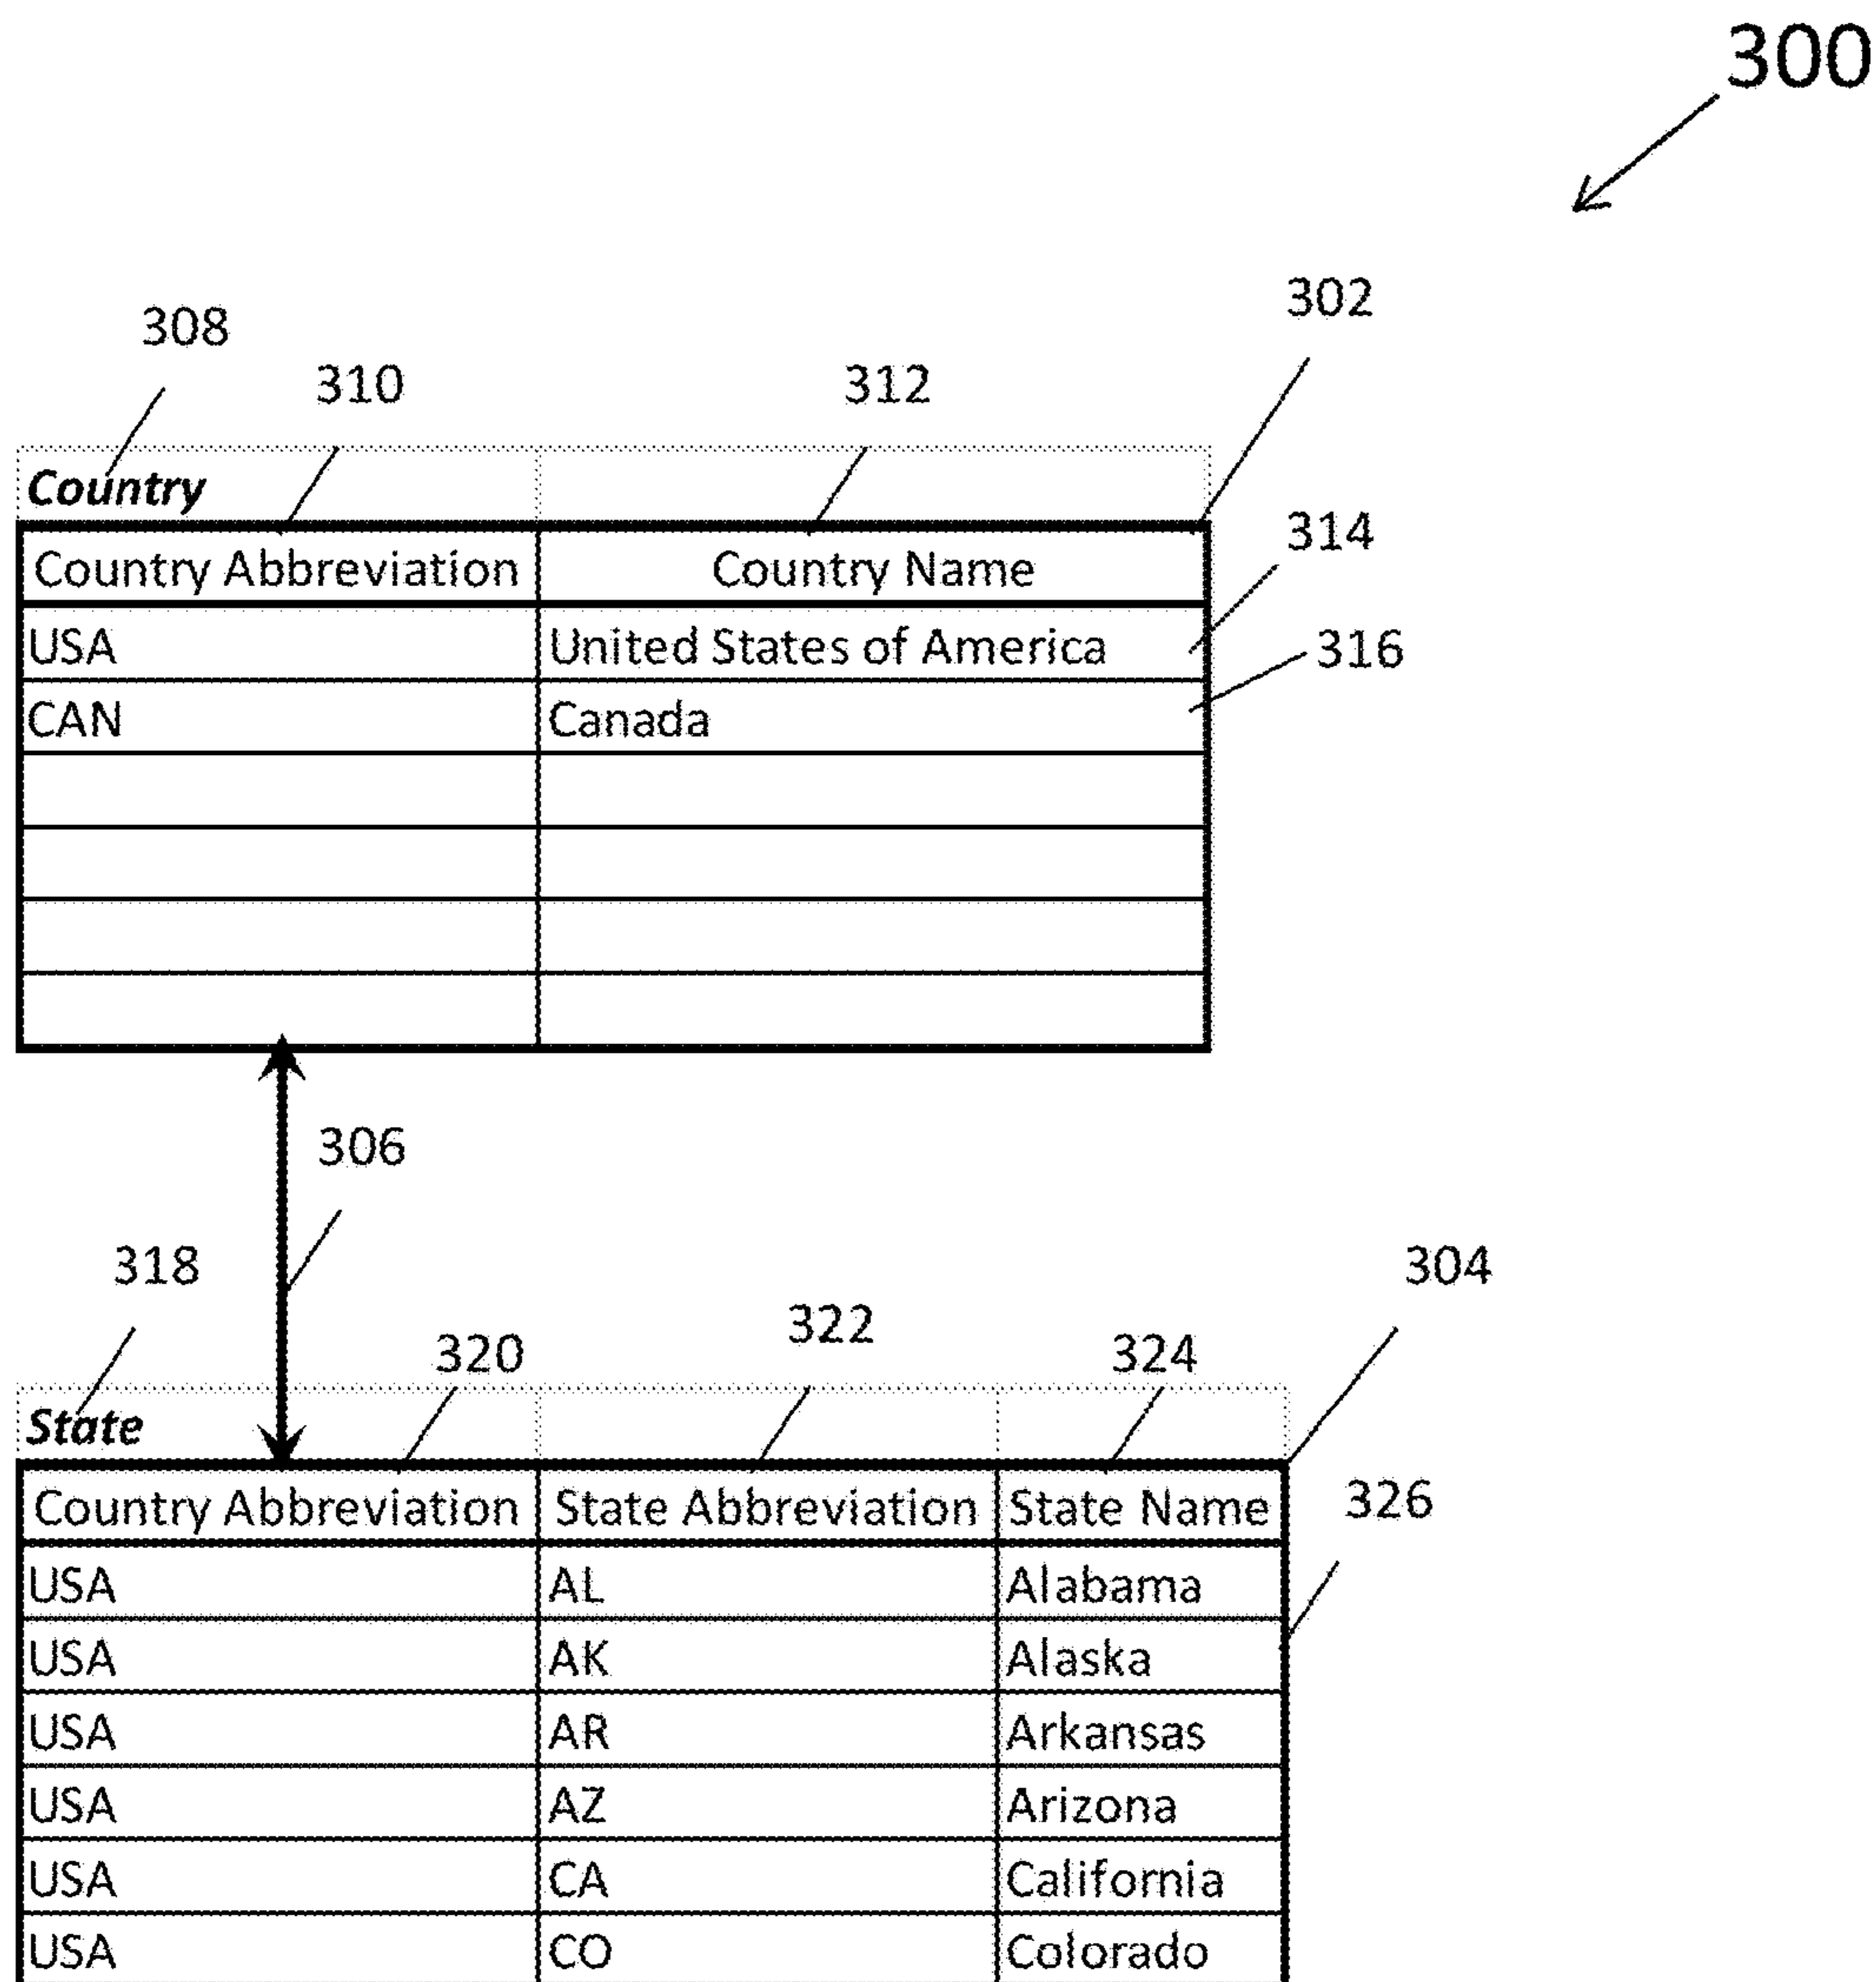 300
302
308
310 312
Country
314
Country Abbreviation Country Name
USA United States of America
316
CAN Canada
306
318
304
320 322 324
State
326
Country Abbreviation State Abbreviation State Name
USA AL Alabama
USA AK Alaska
USA AR Arkansas
USA AZ Arizona
USA CA California
USA CO Colorado